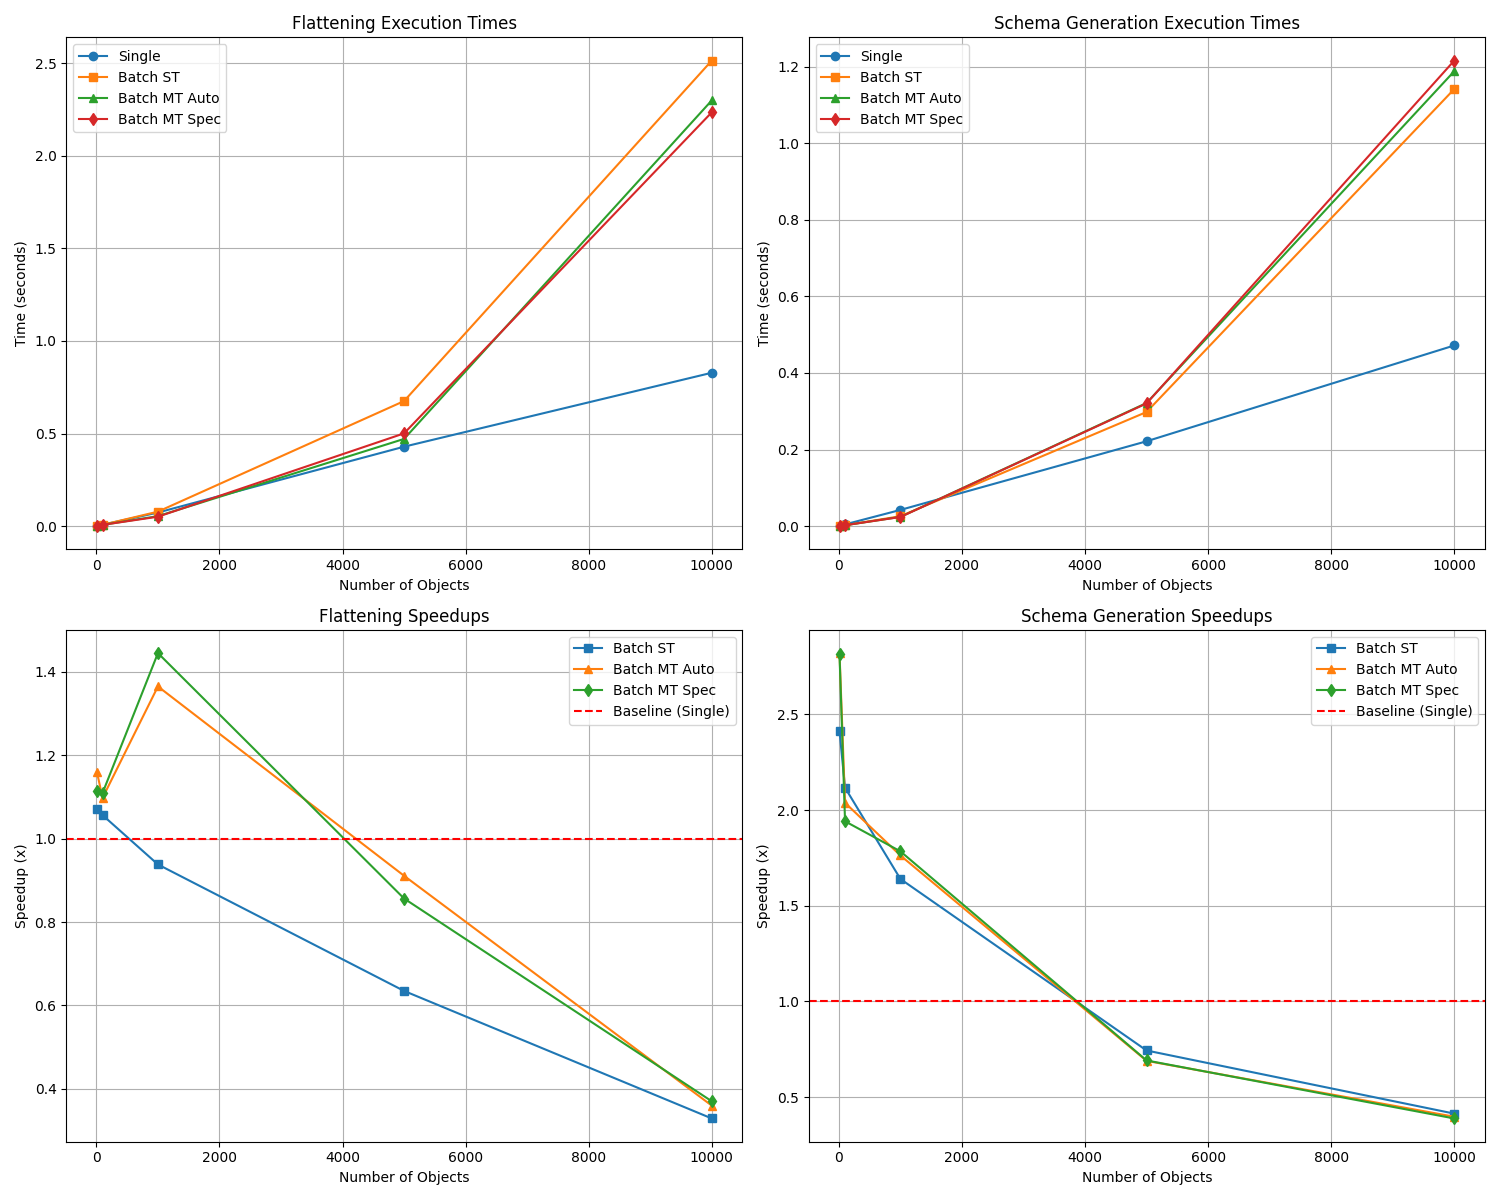 Flattening Execution Times
Single
Batch ST
Batch MT Auto
Batch MT Spec
2.5
2.0
1.5
1.0
0.5
0.0
Time (seconds)
0 2000 4000 6000 8000 10000
Number of Objects
Schema Generation Execution Times
Single
Batch ST
Batch MT Auto
Batch MT Spec
1.2
1.0
0.8
0.6
0.4
0.2
0.0
Time (seconds)
0 2000 4000 6000 8000 10000
Number of Objects
Flattening Speedups
Batch ST
Batch MT Auto
Batch MT Spec
Baseline (Single)
1.4
1.2
1.0
0.8
0.6
0.4
Speedup (x)
0 2000 4000 6000 8000 10000
Number of Objects
Schema Generation Speedups
Batch ST
Batch MT Auto
Batch MT Spec
Baseline (Single)
2.5
2.0
1.5
1.0
0.5
Speedup (x)
0 2000 4000 6000 8000 10000
Number of Objects